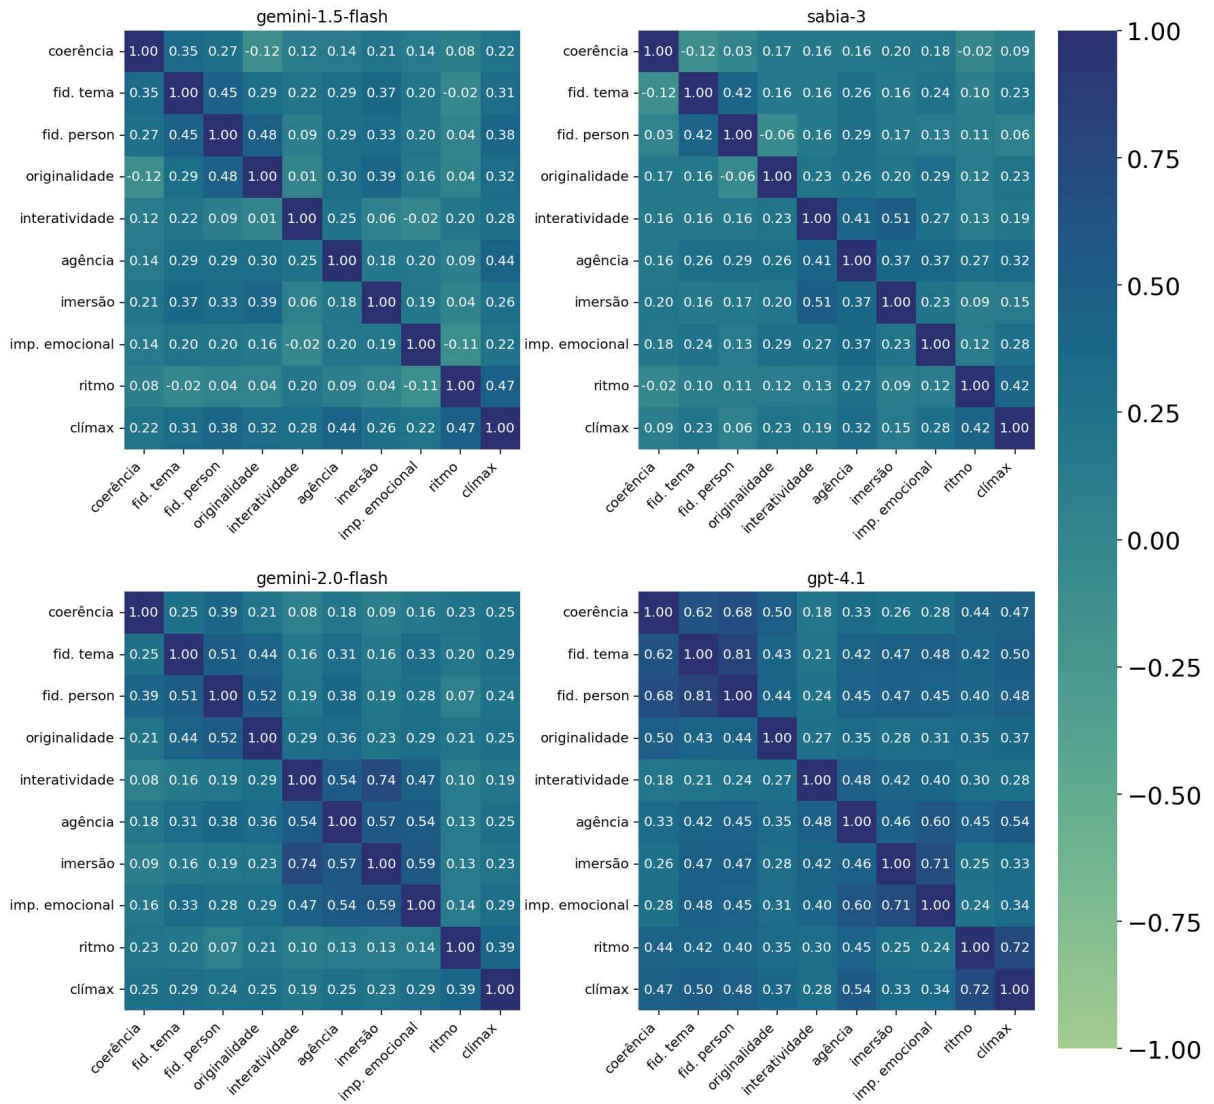 gemini-1.5-flash
coerência 1.00 0.35 0.27 -0.12 0.12 0.14 0.21 0.14 0.08 0.22
fid. tema 0.35 1.00 0.45 0.29 0.22 0.29 0.37 0.20 -0.02 0.31
fid. person 0.27 0.45 1.00 0.48 0.09 0.29 0.33 0.20 0.04 0.38
originalidade -0.12 0.29 0.48 1.00 0.01 0.30 0.39 0.16 0.04 0.32
interatividade 0.12 0.22 0.09 0.01 1.00 0.25 0.06 -0.02 0.20 0.28
agência 0.14 0.29 0.29 0.30 0.25 1.00 0.18 0.20 0.09 0.44
imersão 0.21 0.37 0.33 0.39 0.06 0.18 1.00 0.19 0.04 0.26
imp. emocional 0.14 0.20 0.20 0.16 -0.02 0.20 0.19 1.00 -0.11 0.22
ritmo 0.08 -0.02 0.04 0.04 0.20 0.09 0.04 -0.11 1.00 0.47
clímax 0.22 0.31 0.38 0.32 0.28 0.44 0.26 0.22 0.47 1.00
coerência fid. tema fid. person originalidade interatividade agência imersão imp. emocional ritmo clímax
sabia-3
coerência 1.00 -0.12 0.03 0.17 0.16 0.16 0.20 0.18 -0.02 0.09
fid. tema -0.12 1.00 0.42 0.16 0.16 0.26 0.16 0.24 0.10 0.23
fid. person 0.03 0.42 1.00 -0.06 0.16 0.29 0.17 0.13 0.11 0.06
originalidade 0.17 0.16 -0.06 1.00 0.23 0.26 0.20 0.29 0.12 0.23
interatividade 0.16 0.16 0.16 0.23 1.00 0.41 0.51 0.27 0.13 0.19
agência 0.16 0.26 0.29 0.26 0.41 1.00 0.37 0.37 0.27 0.32
imersão 0.20 0.16 0.17 0.20 0.51 0.37 1.00 0.23 0.09 0.15
imp. emocional 0.18 0.24 0.13 0.29 0.27 0.37 0.23 1.00 0.12 0.28
ritmo -0.02 0.10 0.11 0.12 0.13 0.27 0.09 0.12 1.00 0.42
clímax 0.09 0.23 0.06 0.23 0.19 0.32 0.15 0.28 0.42 1.00
coerência fid. tema fid. person originalidade interatividade agência imersão imp. emocional ritmo clímax
gemini-2.0-flash
coerência 1.00 0.25 0.39 0.21 0.08 0.18 0.09 0.16 0.23 0.25
fid. tema 0.25 1.00 0.51 0.44 0.16 0.31 0.16 0.33 0.20 0.29
fid. person 0.39 0.51 1.00 0.52 0.19 0.38 0.19 0.28 0.07 0.24
originalidade 0.21 0.44 0.52 1.00 0.29 0.36 0.23 0.29 0.21 0.25
interatividade 0.08 0.16 0.19 0.29 1.00 0.54 0.74 0.47 0.10 0.19
agência 0.18 0.31 0.38 0.36 0.54 1.00 0.57 0.54 0.13 0.25
imersão 0.09 0.16 0.19 0.23 0.74 0.57 1.00 0.59 0.13 0.23
imp. emocional 0.16 0.33 0.28 0.29 0.47 0.54 0.59 1.00 0.14 0.29
ritmo 0.23 0.20 0.07 0.21 0.10 0.13 0.13 0.14 1.00 0.39
clímax 0.25 0.29 0.24 0.25 0.19 0.25 0.23 0.29 0.39 1.00
coerência fid. tema fid. person originalidade interatividade agência imersão imp. emocional ritmo clímax
gpt-4.1
coerência 1.00 0.62 0.68 0.50 0.18 0.33 0.26 0.28 0.44 0.47
fid. tema 0.62 1.00 0.81 0.43 0.21 0.42 0.47 0.48 0.42 0.50
fid. person 0.68 0.81 1.00 0.44 0.24 0.45 0.47 0.45 0.40 0.48
originalidade 0.50 0.43 0.44 1.00 0.27 0.35 0.28 0.31 0.35 0.37
interatividade 0.18 0.21 0.24 0.27 1.00 0.48 0.42 0.40 0.30 0.28
agência 0.33 0.42 0.45 0.35 0.48 1.00 0.46 0.60 0.45 0.54
imersão 0.26 0.47 0.47 0.28 0.42 0.46 1.00 0.71 0.25 0.33
imp. emocional 0.28 0.48 0.45 0.31 0.40 0.60 0.71 1.00 0.24 0.34
ritmo 0.44 0.42 0.40 0.35 0.30 0.45 0.25 0.24 1.00 0.72
clímax 0.47 0.50 0.48 0.37 0.28 0.54 0.33 0.34 0.72 1.00
coerência fid. tema fid. person originalidade interatividade agência imersão imp. emocional ritmo clímax
1.00
0.75
0.50
0.25
0.00
−0.25
−0.50
−0.75
−1.00